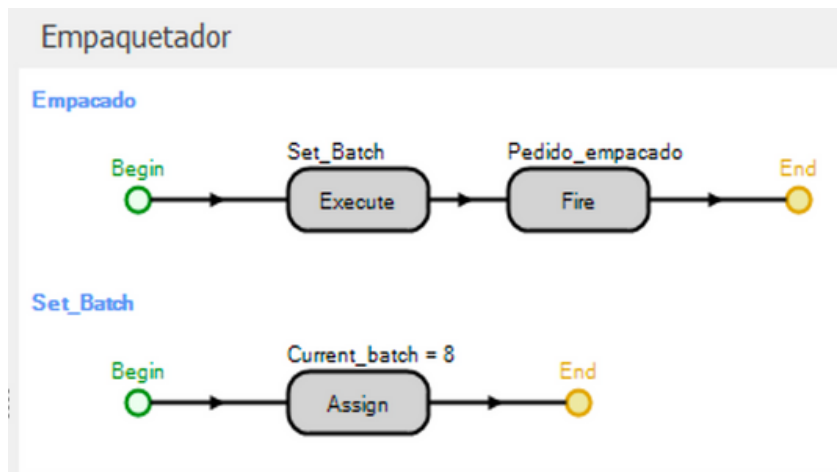 Empaquetador
Empacado
Set_Batch Pedido_empacado
Begin End
Execute Fire
Set_Batch
Current_batch = 8
Begin End
Assign